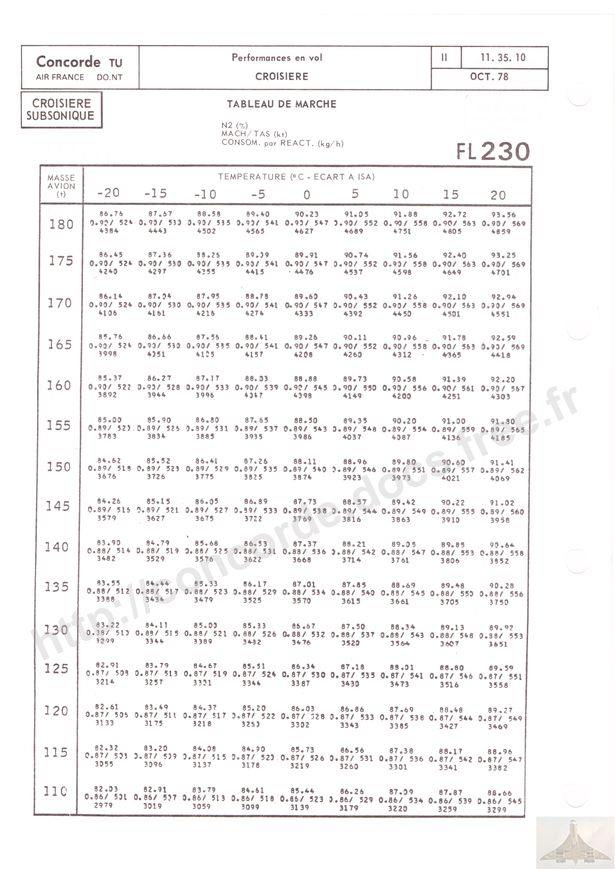 Concorde TU
AIR FRANCE DO.NT
Performances en vol
CROISIERE
II
11. 35. 10
OCT. 78
CROISIERE
SUBSONIQUE
TABLEAU DE MARCHE
N2 (%)
MACH/TAS (kt)
CONSOM. par REACT. (kg/h)
FL 230
MASSE
AVION
(t)
TEMPERATURE (°C - ECART A ISA)
-20 -15 -10 -5 0 5 10 15 20
180
86.76 87.67 88.58 89.40 90.23 91.05 91.88 92.72 93.56
0.90/ 524 0.90/ 530 0.90/ 535 0.90/ 541 0.90/ 547 0.90/ 552 0.90/ 558 0.90/ 563 0.90/ 569
4384 4443 4502 4565 4627 4689 4751 4805 4859
175
86.45 87.36 88.26 89.09 89.91 90.74 91.56 92.40 93.25
0.90/ 524 0.90/ 530 0.90/ 535 0.90/ 541 0.90/ 547 0.90/ 552 0.90/ 558 0.90/ 563 0.90/ 569
4240 4297 4355 4415 4476 4537 4598 4649 4701
170
86.14 87.04 87.95 88.78 89.60 90.43 91.26 92.10 92.94
0.90/ 524 0.90/ 530 0.90/ 535 0.90/ 541 0.90/ 547 0.90/ 552 0.90/ 558 0.90/ 563 0.90/ 569
4106 4161 4216 4274 4333 4392 4450 4501 4551
165
85.76 86.66 87.56 88.41 89.26 90.11 90.96 91.78 92.59
0.90/ 524 0.90/ 530 0.90/ 535 0.90/ 541 0.90/ 547 0.90/ 552 0.90/ 558 0.90/ 563 0.90/ 569
3998 4051 4105 4157 4208 4260 4312 4365 4418
160
85.37 86.27 87.17 88.03 88.88 89.73 90.58 91.39 92.20
0.90/ 522 0.90/ 528 0.90/ 533 0.90/ 539 0.90/ 545 0.90/ 550 0.90/ 556 0.90/ 561 0.90/ 567
3892 3944 3996 4047 4098 4149 4200 4251 4303
155
85.00 85.90 86.80 87.65 88.50 89.35 90.20 91.00 91.80
0.89/ 520 0.89/ 526 0.89/ 531 0.89/ 537 0.89/ 543 0.89/ 548 0.89/ 554 0.89/ 559 0.89/ 565
3783 3834 3885 3935 3986 4037 4087 4136 4185
150
84.62 85.52 86.41 87.26 88.11 88.96 89.80 90.60 91.41
0.89/ 518 0.89/ 523 0.89/ 529 0.89/ 535 0.89/ 540 0.89/ 546 0.89/ 551 0.89/ 557 0.89/ 562
3676 3726 3775 3825 3874 3923 3973 4021 4069
145
84.26 85.15 86.05 86.89 87.73 88.57 89.42 90.22 91.02
0.89/ 516 0.89/ 521 0.89/ 527 0.89/ 533 0.89/ 538 0.89/ 544 0.89/ 549 0.89/ 555 0.89/ 560
3579 3627 3675 3722 3769 3816 3863 3910 3958
140
83.90 84.79 85.68 86.53 87.37 88.21 89.05 89.85 90.64
0.88/ 514 0.88/ 519 0.88/ 525 0.88/ 531 0.88/ 536 0.88/ 542 0.88/ 547 0.88/ 553 0.88/ 558
3482 3529 3576 3622 3668 3714 3761 3806 3852
135
83.55 84.44 85.33 86.17 87.01 87.85 88.69 89.48 90.28
0.88/ 512 0.88/ 517 0.88/ 523 0.88/ 529 0.88/ 534 0.88/ 540 0.88/ 545 0.88/ 550 0.88/ 556
3388 3434 3479 3525 3570 3615 3661 3705 3750
130
83.22 84.11 85.00 85.33 86.67 87.50 88.34 89.13 89.92
0.88/ 510 0.88/ 515 0.88/ 521 0.88/ 526 0.88/ 532 0.88/ 537 0.88/ 543 0.88/ 548 0.88/ 553
3299 3344 3388 3432 3476 3520 3564 3607 3651
125
82.91 83.79 84.67 85.51 86.34 87.18 88.01 88.80 89.59
0.87/ 508 0.87/ 513 0.87/ 519 0.87/ 524 0.87/ 530 0.87/ 535 0.87/ 541 0.87/ 546 0.87/ 551
3214 3257 3301 3344 3387 3430 3473 3516 3558
120
82.61 83.49 84.37 85.20 86.03 86.86 87.69 88.48 89.27
0.87/ 506 0.87/ 511 0.87/ 517 0.87/ 522 0.87/ 528 0.87/ 533 0.87/ 538 0.87/ 544 0.87/ 549
3133 3175 3218 3260 3302 3343 3385 3427 3469
115
82.32 83.20 84.08 84.90 85.73 86.56 87.38 88.17 88.96
0.87/ 503 0.87/ 509 0.87/ 515 0.87/ 520 0.87/ 526 0.87/ 531 0.87/ 536 0.87/ 542 0.87/ 547
3055 3096 3137 3178 3219 3260 3301 3341 3382
110
82.03 82.91 83.79 84.61 85.44 86.26 87.09 87.87 88.66
0.86/ 501 0.86/ 507 0.86/ 513 0.86/ 518 0.86/ 523 0.86/ 529 0.86/ 534 0.86/ 539 0.86/ 545
2979 3019 3059 3099 3139 3179 3220 3259 3299
http://concorde.docs.free.fr